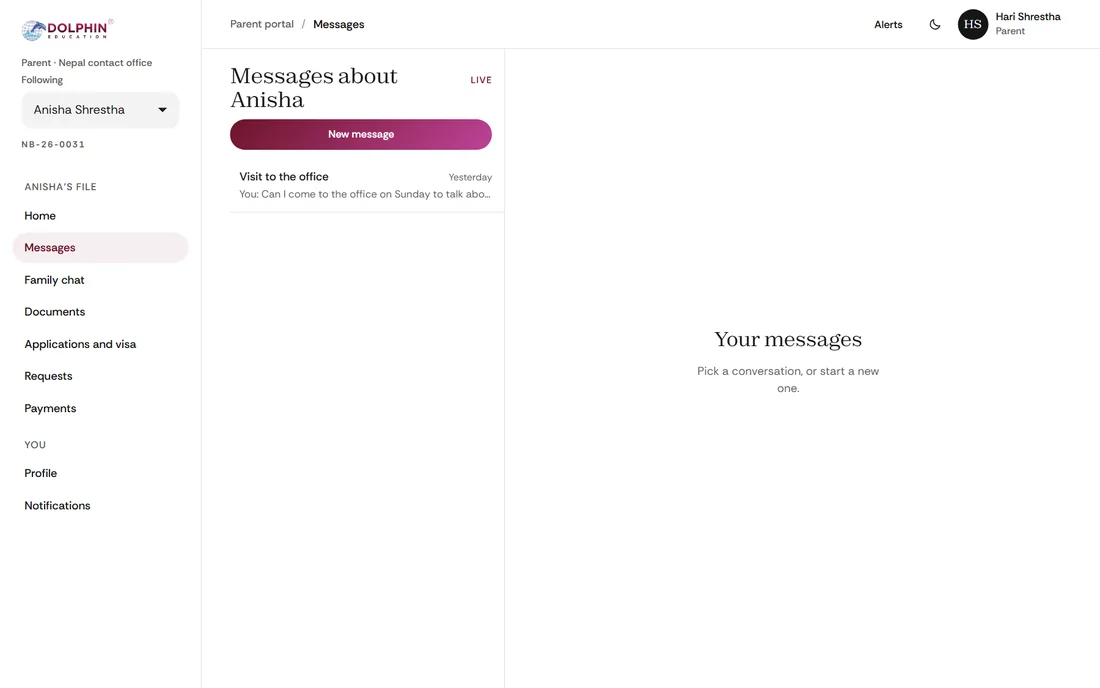 DOLPHIN
EDUCATION
Parent · Nepal contact office
Following
Anisha Shrestha
NB-26-0031
ANISHA'S FILE
Home
Messages
Family chat
Documents
Applications and visa
Requests
Payments
YOU
Profile
Notifications
Parent portal / Messages
Alerts
HS
Hari Shrestha
Parent
Messages about
Anisha
LIVE
New message
Visit to the office
Yesterday
You: Can I come to the office on Sunday to talk abo...
Your messages
Pick a conversation, or start a new
one.